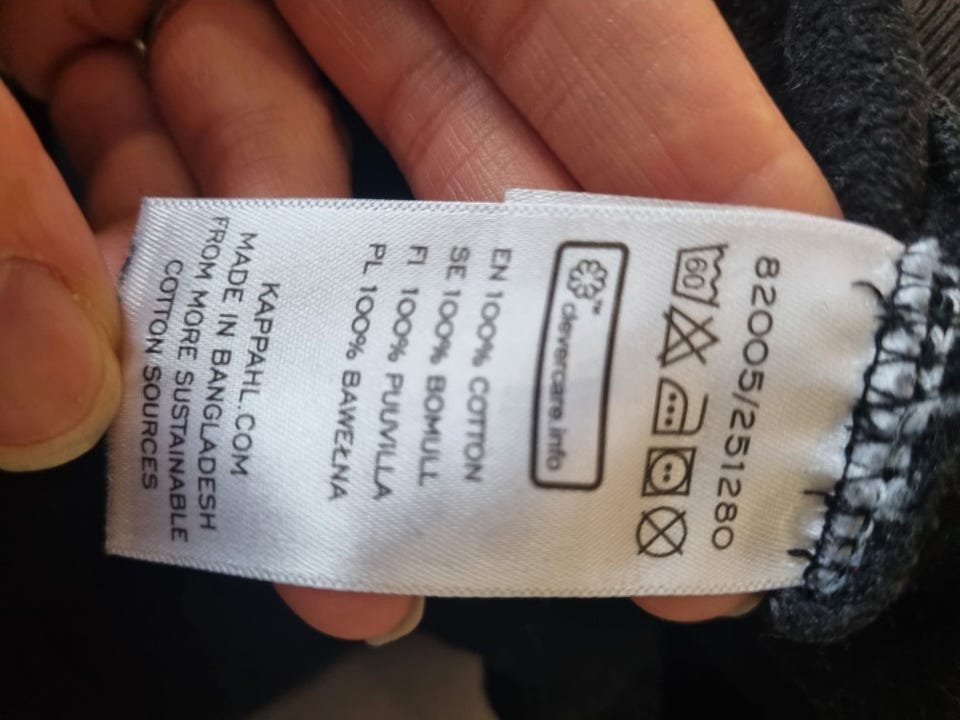 82005/251280
60
clevercare.info
EN 100% COTTON
SE 100% BOMULL
FI 100% PUUVILLA
PL 100% BAWEŁNA
KAPPAHL.COM
MADE IN BANGLADESH
FROM MORE SUSTAINABLE
COTTON SOURCES